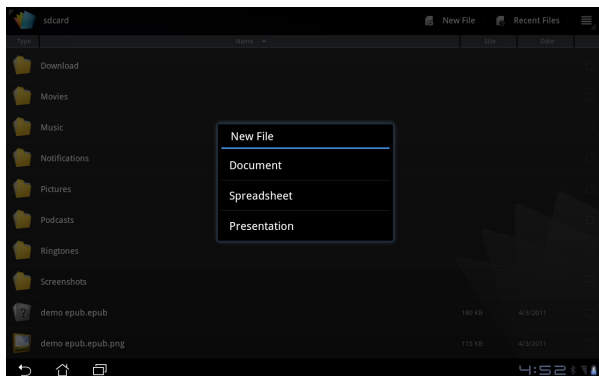 sdcard New File Recent Files
Type Name Size Date
Download
Movies
Music
Notifications
Pictures
Podcasts
Ringtones
Screenshots
demo epub.epub 180 KB 4/3/2011
demo epub.epub.png 115 KB 4/3/2011
New File
Document
Spreadsheet
Presentation
4:52